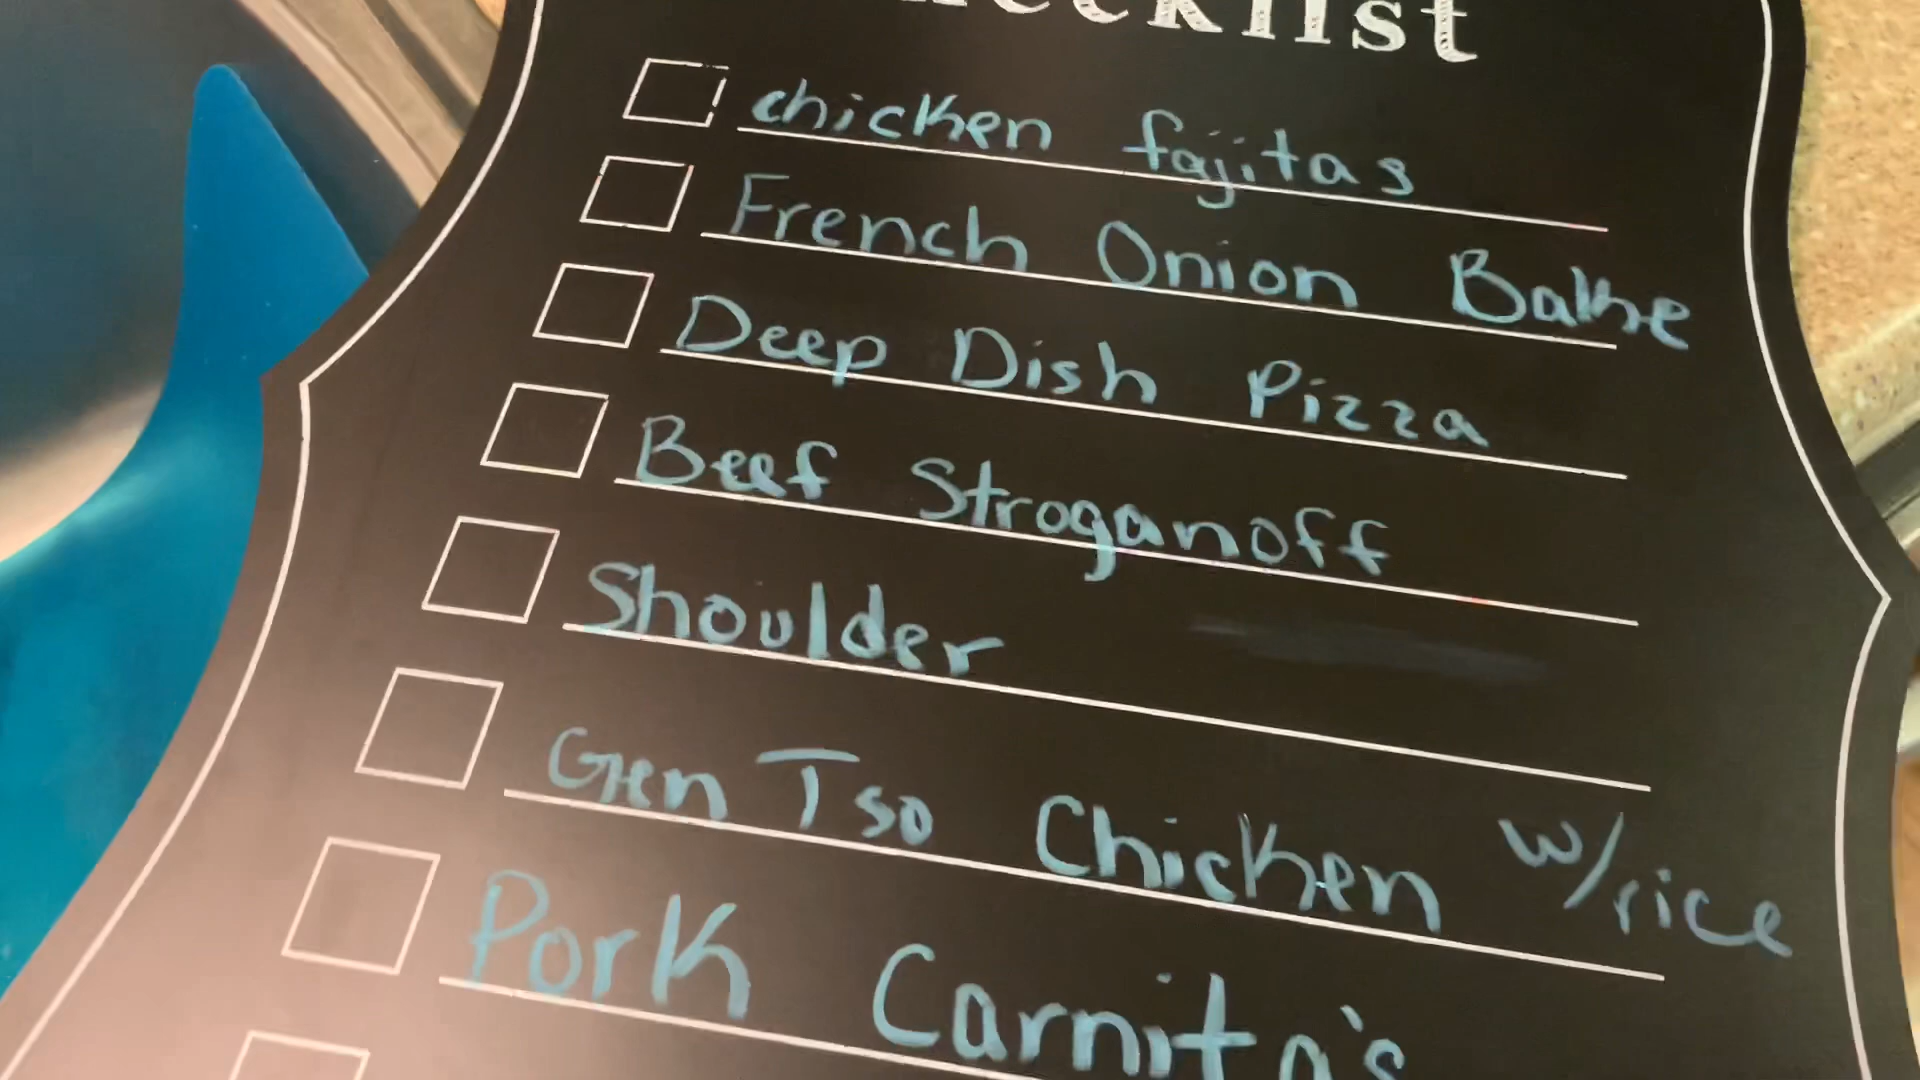 chicken fajitas
French Onion Bake
Deep Dish Pizza
Beef Stroganoff
Shoulder
Gen Tso Chicken w/rice
Pork Carnita's